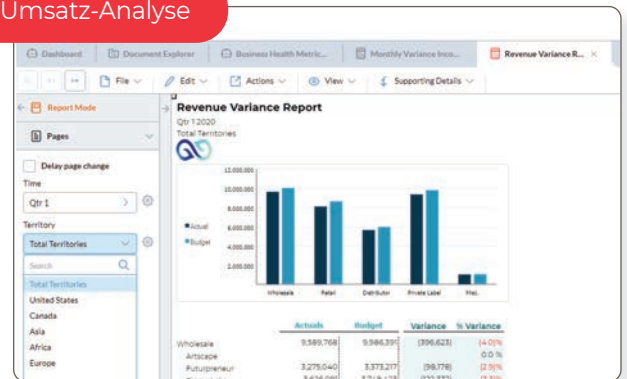 Umsatz-Analyse
Dashboard Document Explorer Business Health Metric... Monthly Variance Inco... Revenue Variance R... ×
File Edit Actions View Supporting Details
Report Mode
Pages
Delay page change
Time
Qtr 1
Territory
Total Territories
Search
Total Territories
United States
Canada
Asia
Africa
Europe
Revenue Variance Report
Qtr 1 2020
Total Territories
12,000,000
10,000,000
8,000,000
6,000,000
4,000,000
2,000,000
Actual
Budget
Wholesale Retail Distributor Private Label Misc.
Actuals Budget Variance % Variance
Wholesale 9,589,768 9,986,391 (396,623) (4.0)%
Artscape 0.0 %
Futurpreneur 3,275,040 3,373,217 (98,178) (2.9)%